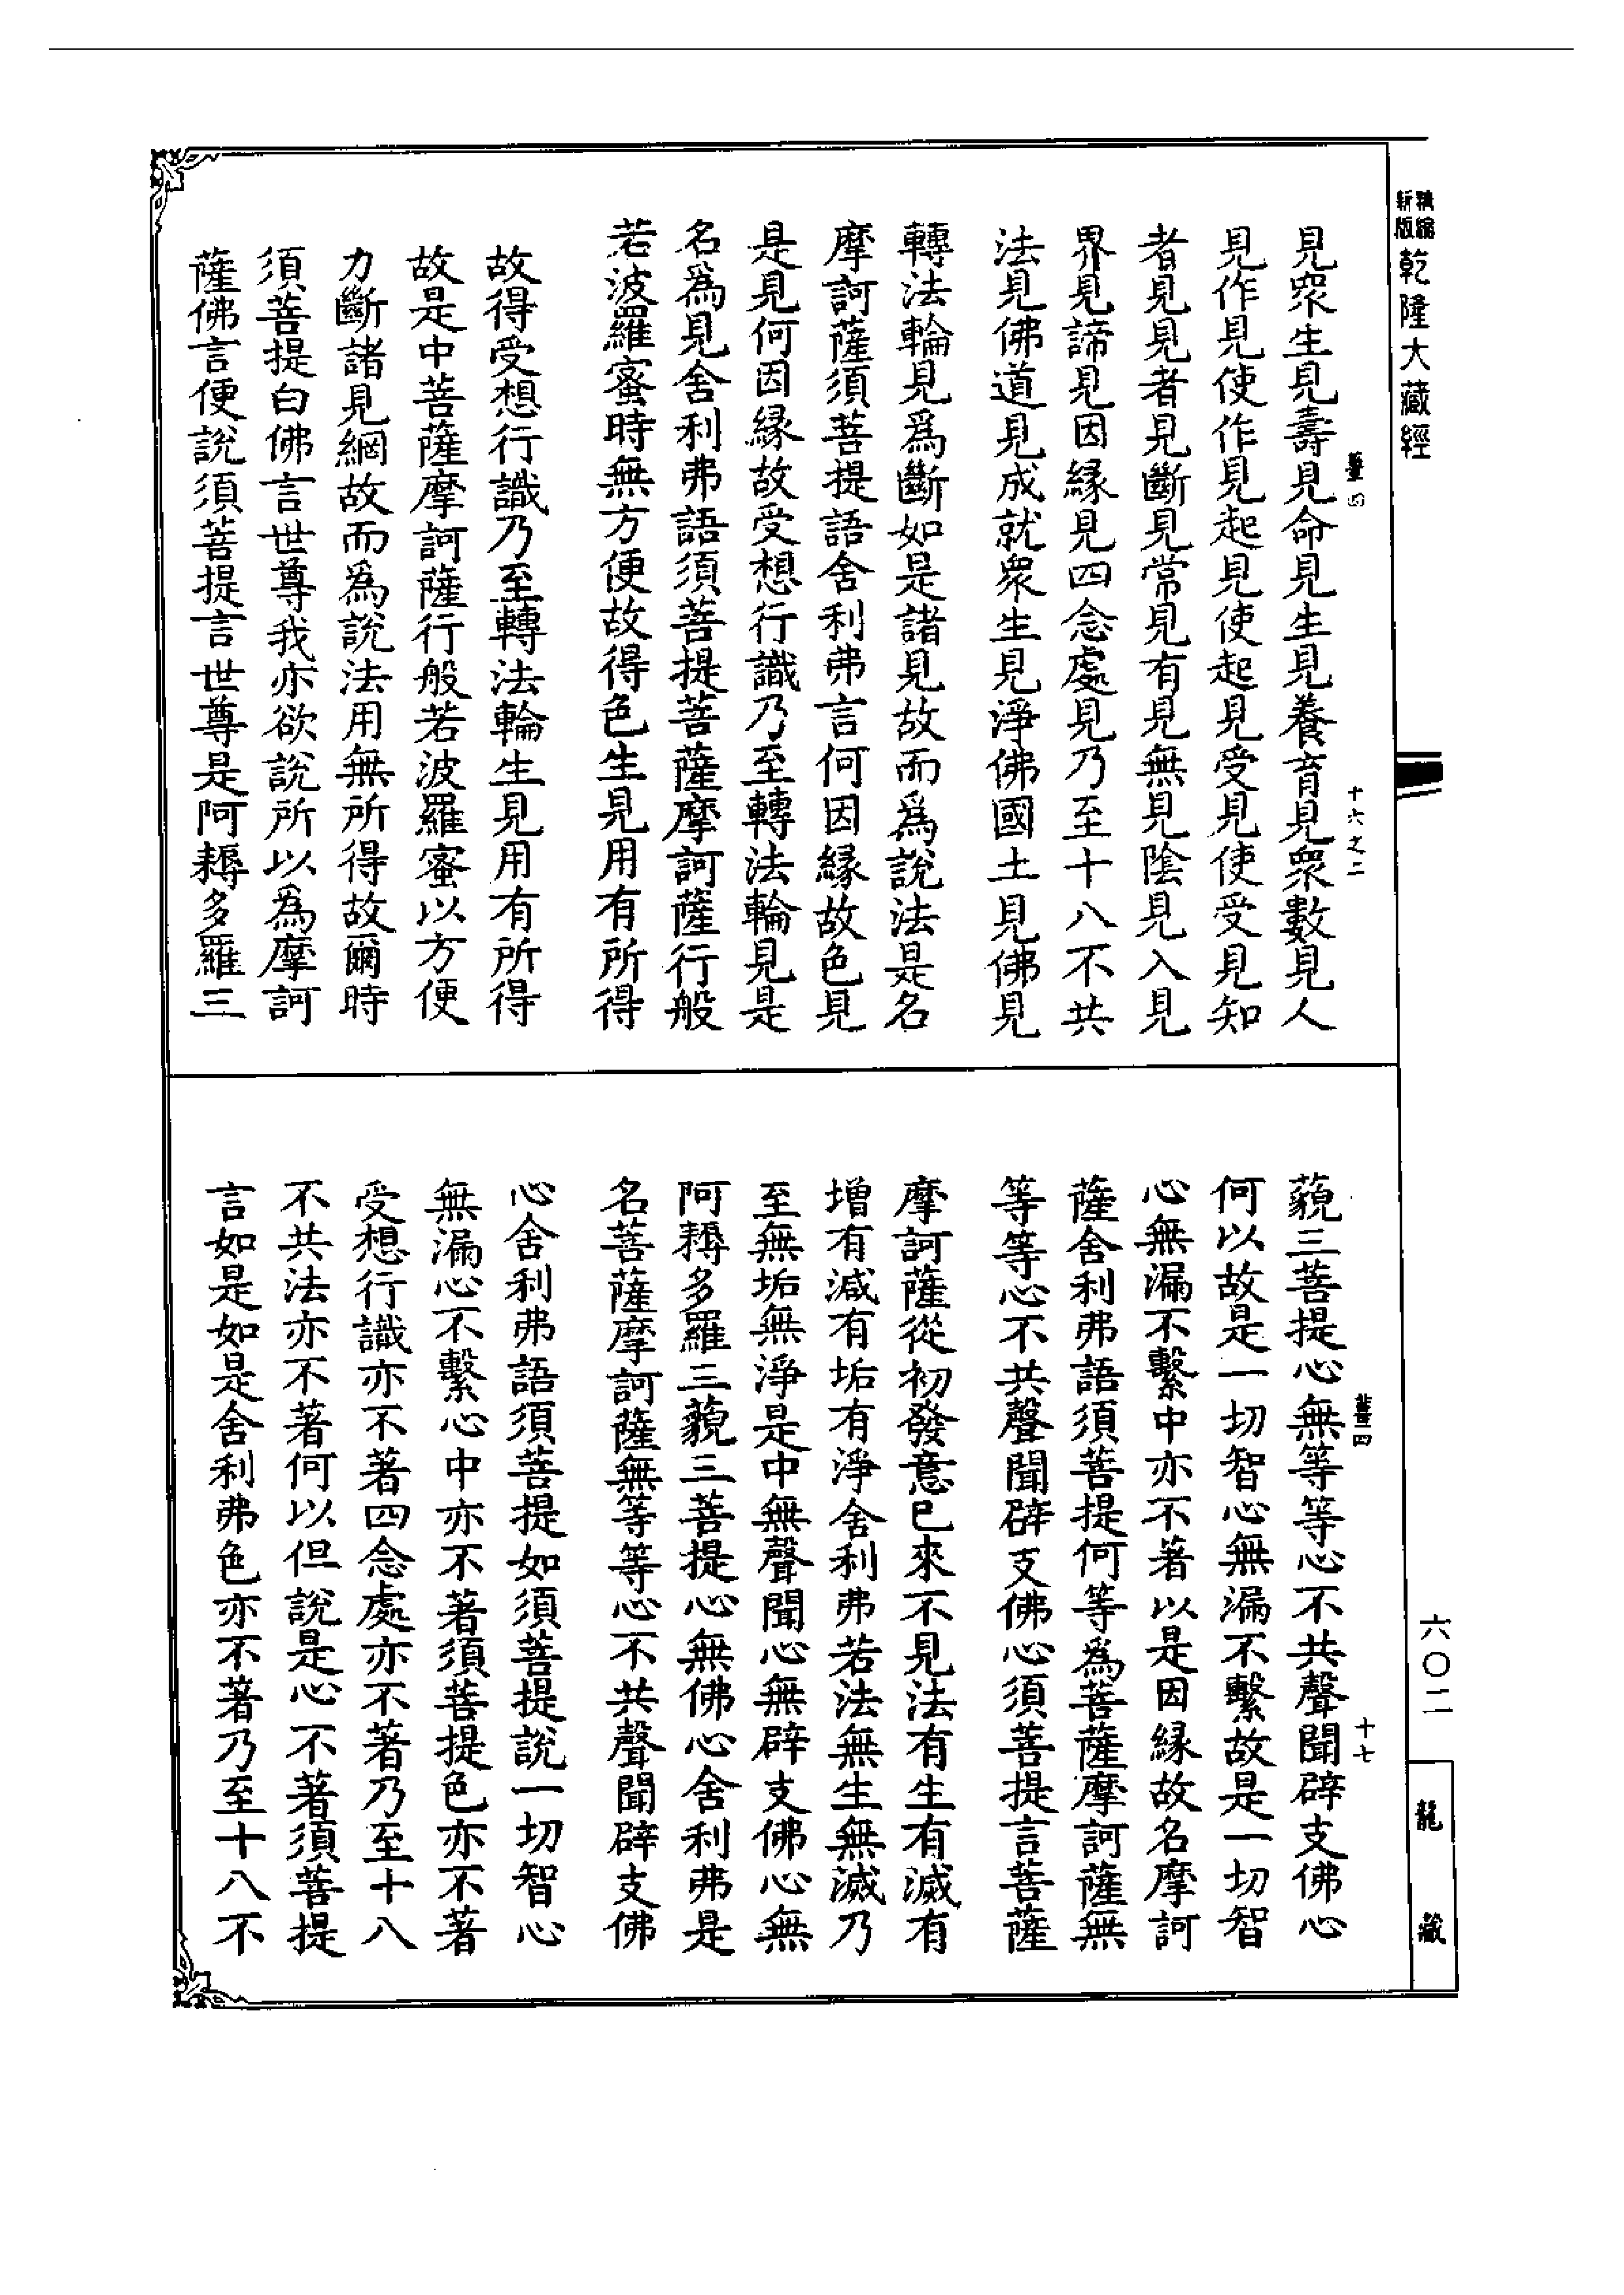 精編
新版
乾隆大藏經
薑四
十六之二
見眾生見壽見命見生見養育見眾數見人
見作見使作見起見使起見受見使受見知
者見見者見斷見常見有見無見陰見入見
界見諦見因緣見四念處見乃至十八不共
法見佛道見成就眾生見淨佛國土見佛見
轉法輪見為斷如是諸見故而為說法是名
摩訶薩須菩提語舍利弗言何因緣故色見
是見何因緣故受想行識乃至轉法輪見是
名為見舍利弗語須菩提菩薩摩訶薩行般
若波羅蜜時無方便故得色生見用有所得
故得受想行識乃至轉法輪生見用有所得
故是中菩薩摩訶薩行般若波羅蜜以方便
力斷諸見網故而為說法用無所得故爾時
須菩提白佛言世尊我亦欲說所以為摩訶
薩佛言便說須菩提言世尊是阿耨多羅三
薑四
十七
藐三菩提心無等等心不共聲聞辟支佛心
何以故是一切智心無漏不繫故是一切智
心無漏不繫中亦不著以是因緣故名摩訶
薩舍利弗語須菩提何等為菩薩摩訶薩無
等等心不共聲聞辟支佛心須菩提言菩薩
摩訶薩從初發意已來不見法有生有滅有
增有減有垢有淨舍利弗若法無生無滅乃
至無垢無淨是中無聲聞心無辟支佛心無
阿耨多羅三藐三菩提心無佛心舍利弗是
名菩薩摩訶薩無等等心不共聲聞辟支佛
心舍利弗語須菩提如須菩提說一切智心
無漏心不繫心中亦不著須菩提色亦不著
受想行識亦不著四念處亦不著乃至十八
不共法亦不著何以但說是心不著須菩提
言如是如是舍利弗色亦不著乃至十八不
六〇二
龍藏